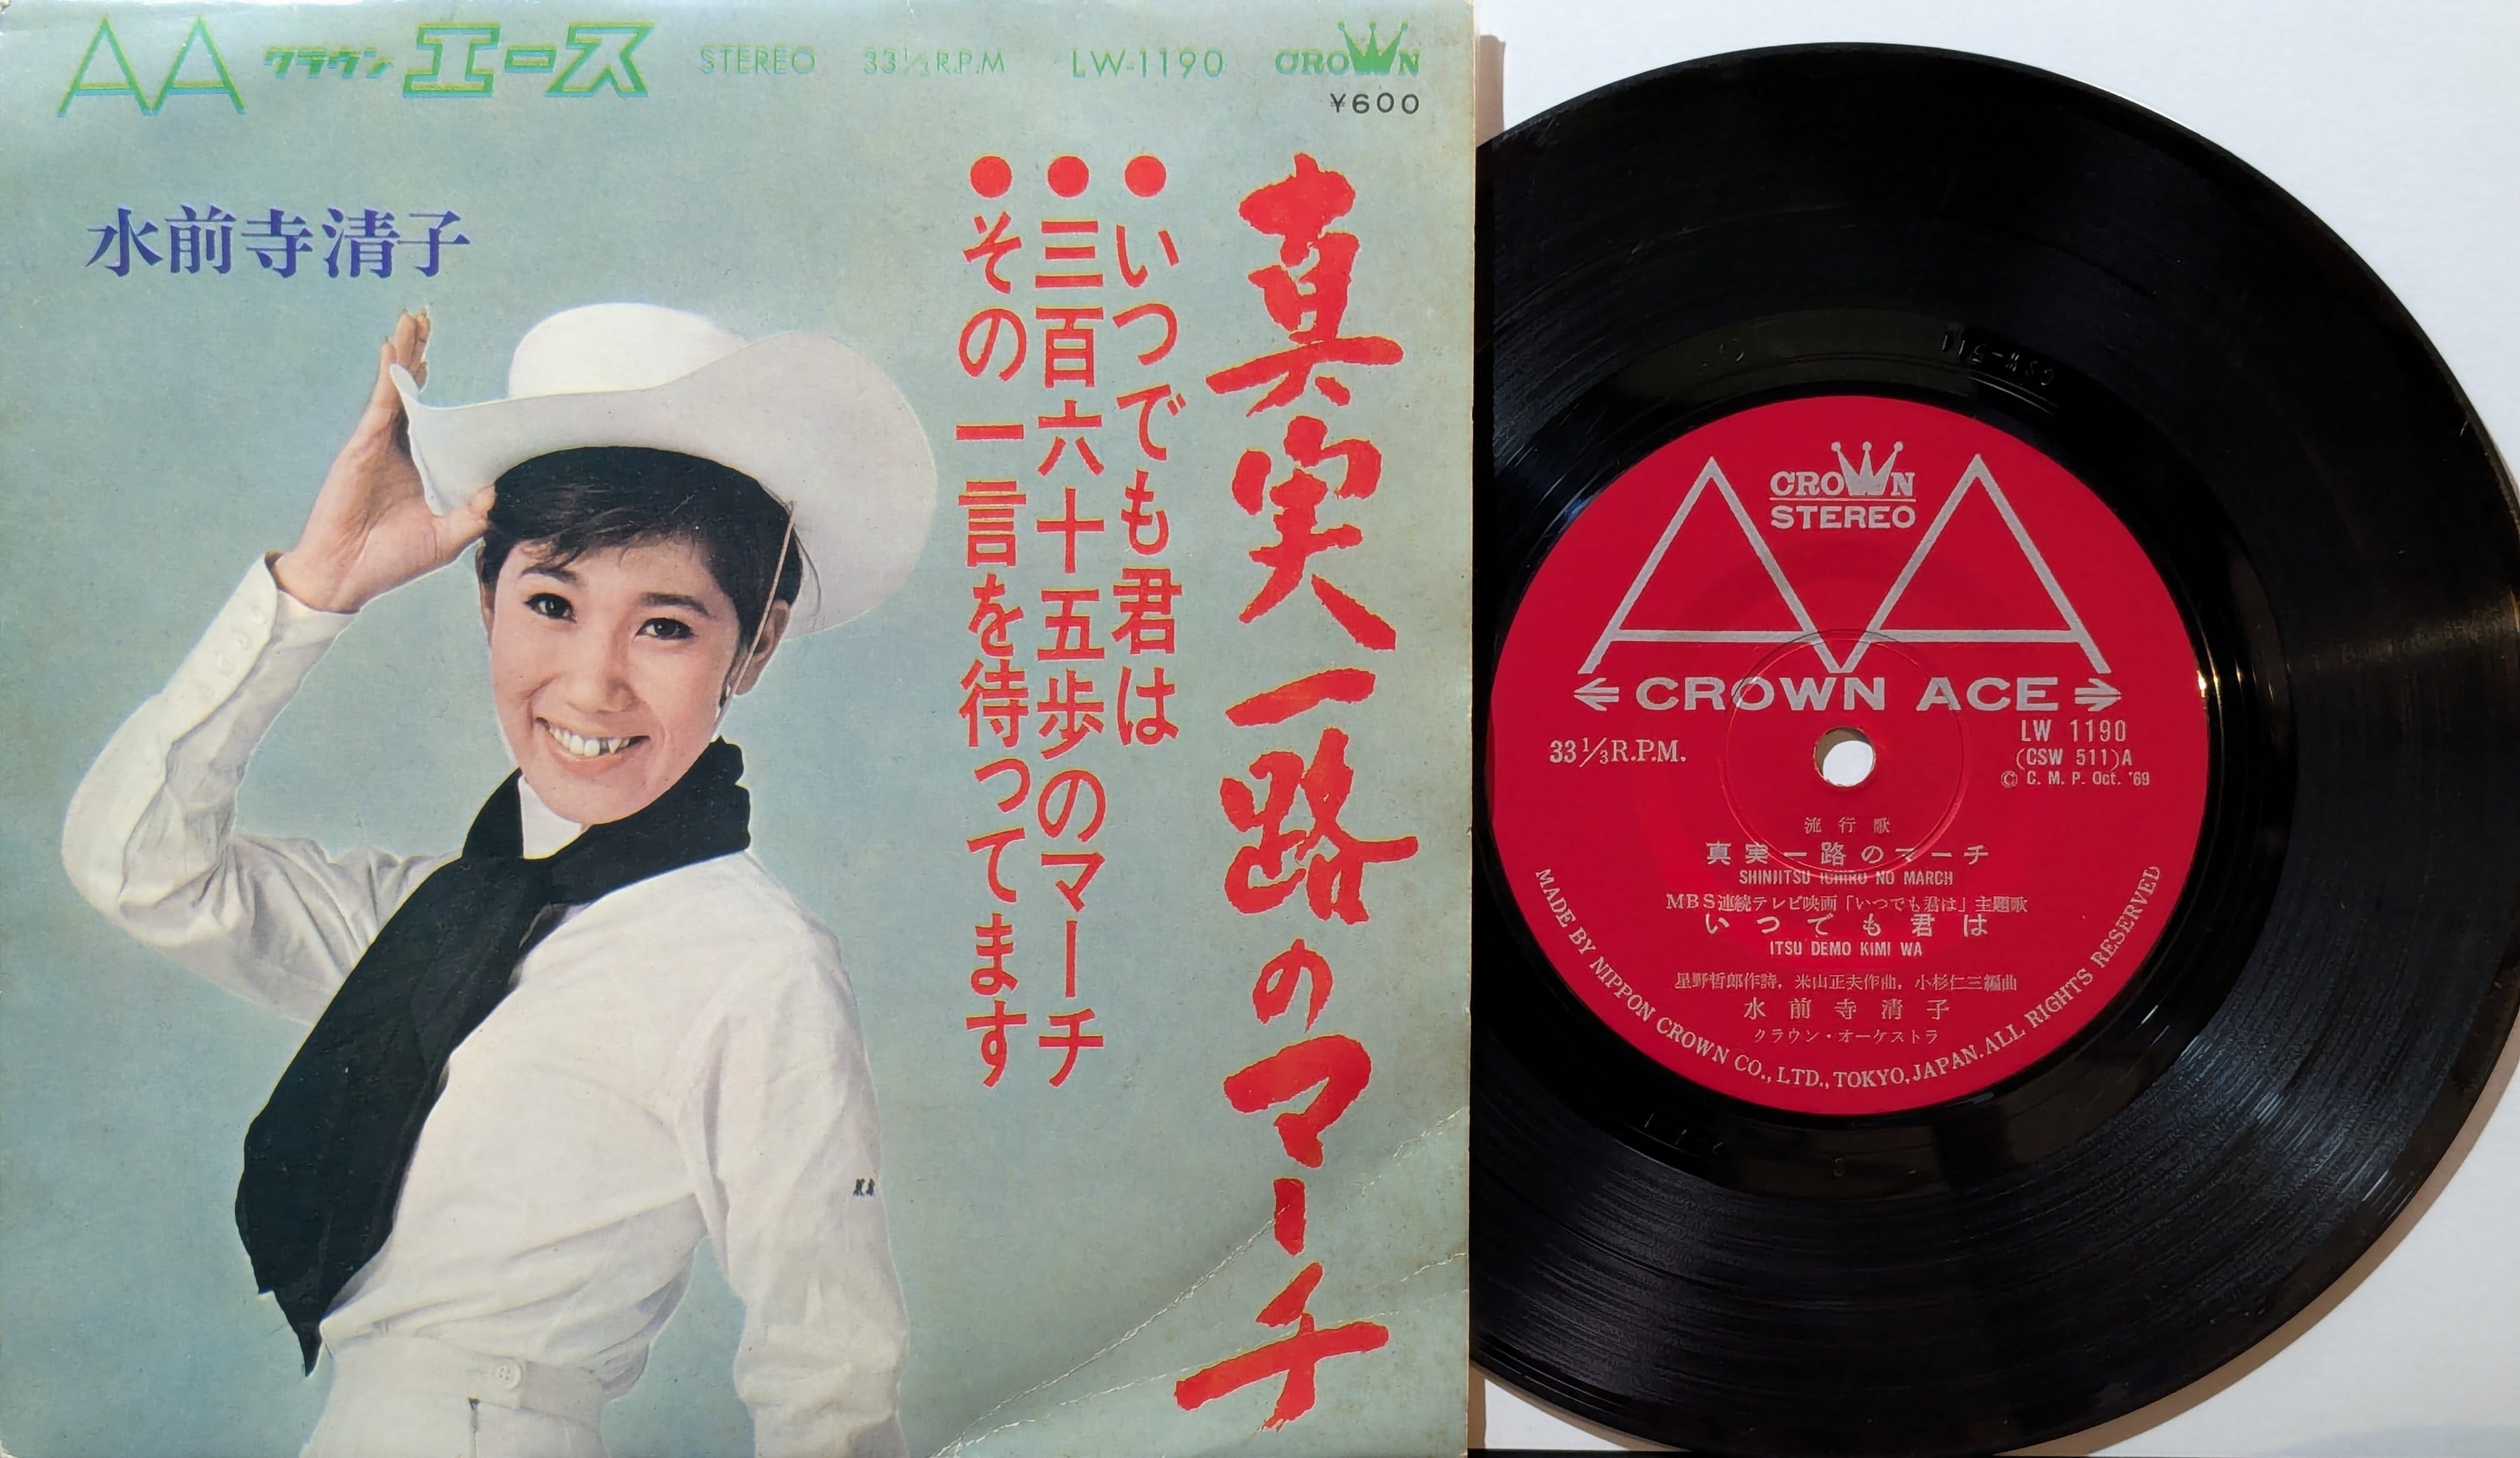 AA クラウン エース STEREO 33⅓R.P.M LW-1190 CROWN
¥600
水前寺清子
真実一路のマーチ
●いつでも君は
●三百六十五歩のマーチ
●その一言を待ってます
CROWN
STEREO
AA
CROWN ACE
LW 1190
33⅓R.P.M.
(CSW 511)A
© C. M. P. Oct. '69
流行歌
真実一路のマーチ
SHINJITSU ICHIRO NO MARCH
MBS連続テレビ映画「いつでも君は」主題歌
いつでも君は
ITSU DEMO KIMI WA
星野哲郎作詩, 米山正夫作曲, 小杉仁三編曲
水前寺清子
クラウン・オーケストラ
MADE BY NIPPON CROWN CO., LTD., TOKYO, JAPAN. ALL RIGHTS RESERVED
CSW-511